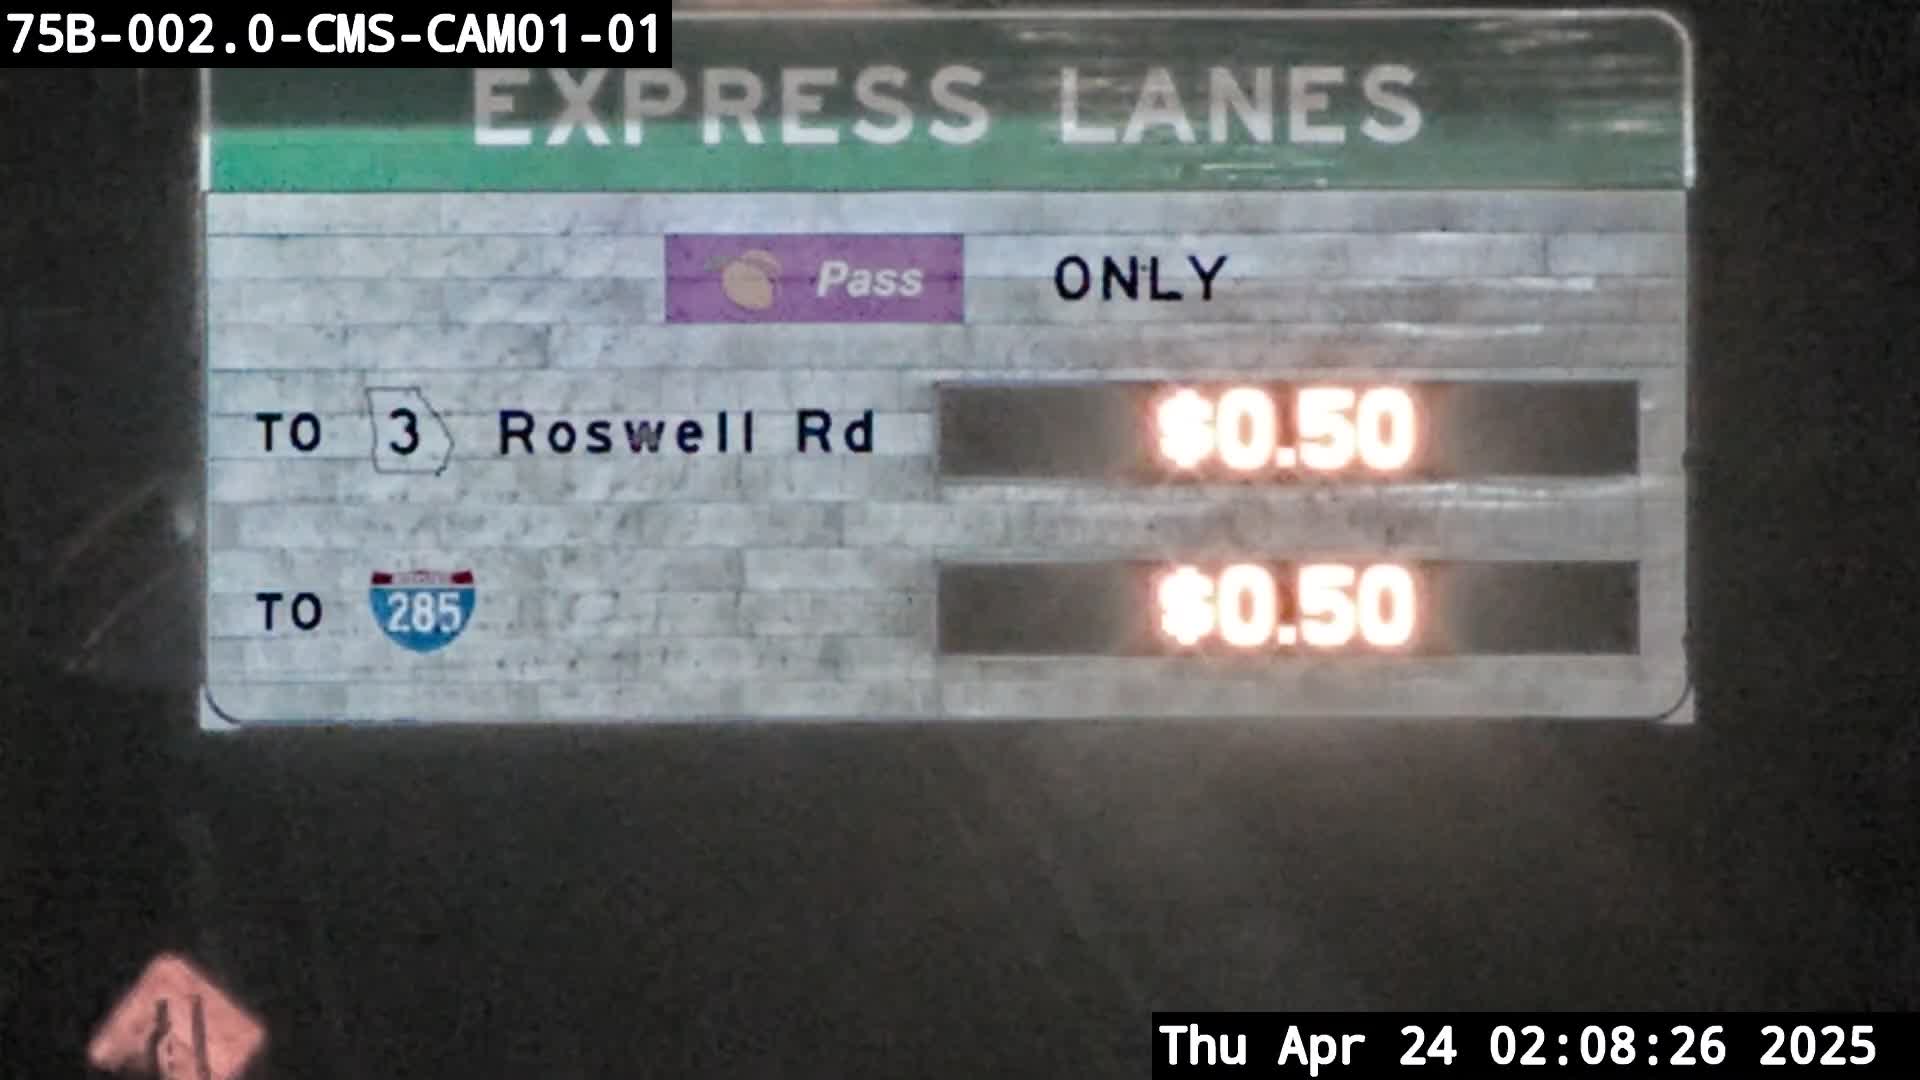 75B-002.0-CMS-CAM01-01
EXPRESS LANES
Pass ONLY
TO 3 Roswell Rd $0.50
TO 285 $0.50
Thu Apr 24 02:08:26 2025